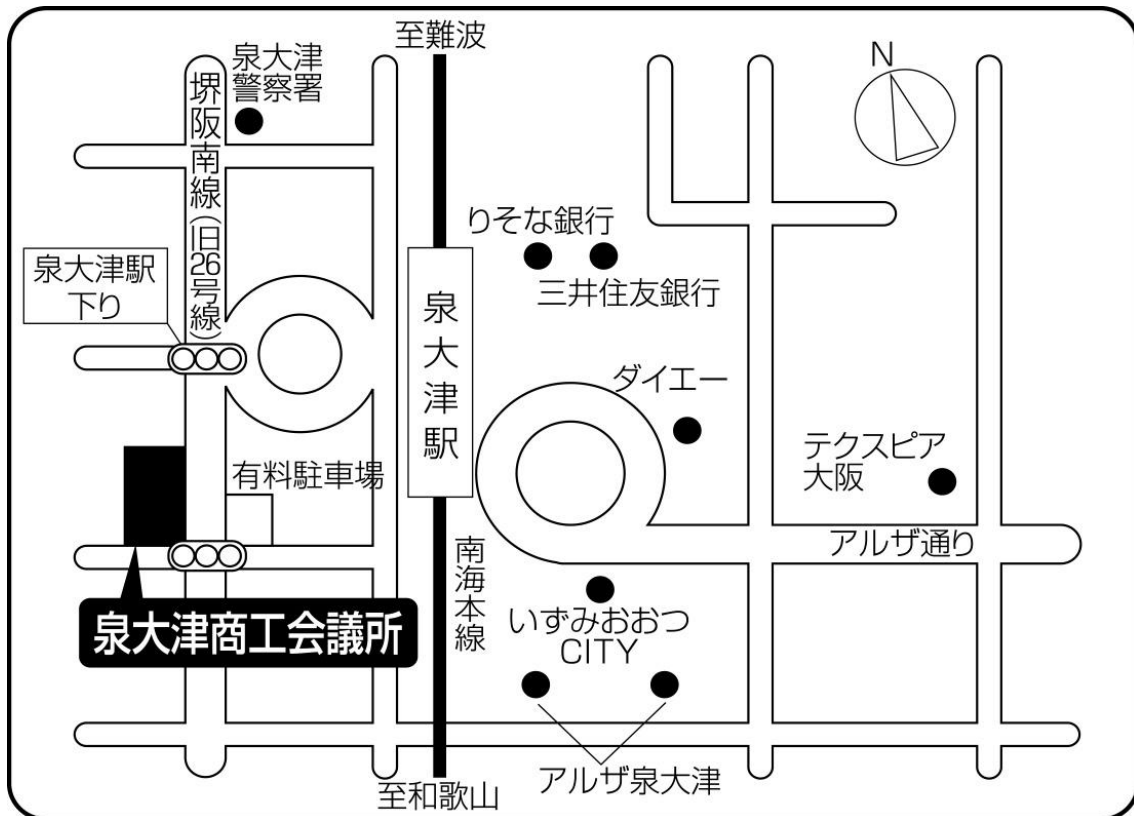 至難波
N
泉大津
警察署
堺阪南線(旧26号線)
りそな銀行
三井住友銀行
泉大津駅
下り
泉大津駅
ダイエー
テクスピア
大阪
有料駐車場
アルザ通り
南海本線
いずみおおつ
CITY
泉大津商工会議所
アルザ泉大津
至和歌山